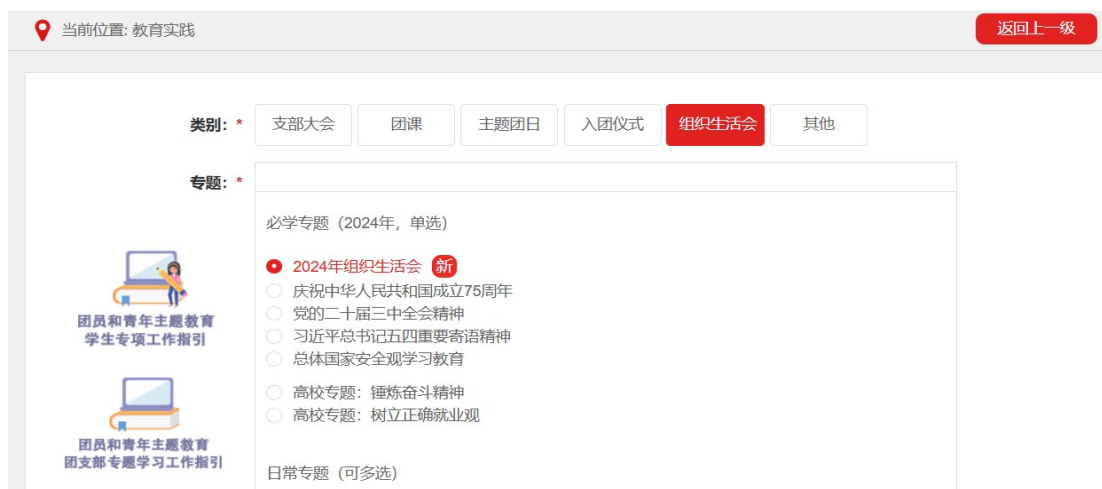 当前位置: 教育实践
返回上一级
类别：*
支部大会
团课
主题团日
入团仪式
组织生活会
其他
专题：*
必学专题（2024年，单选）
2024年组织生活会 新
庆祝中华人民共和国成立75周年
党的二十届三中全会精神
习近平总书记五四重要寄语精神
总体国家安全观学习教育
高校专题：锤炼奋斗精神
高校专题：树立正确就业观
日常专题（可多选）
团员和青年主题教育
学生专项工作指引
团员和青年主题教育
团支部专题学习工作指引